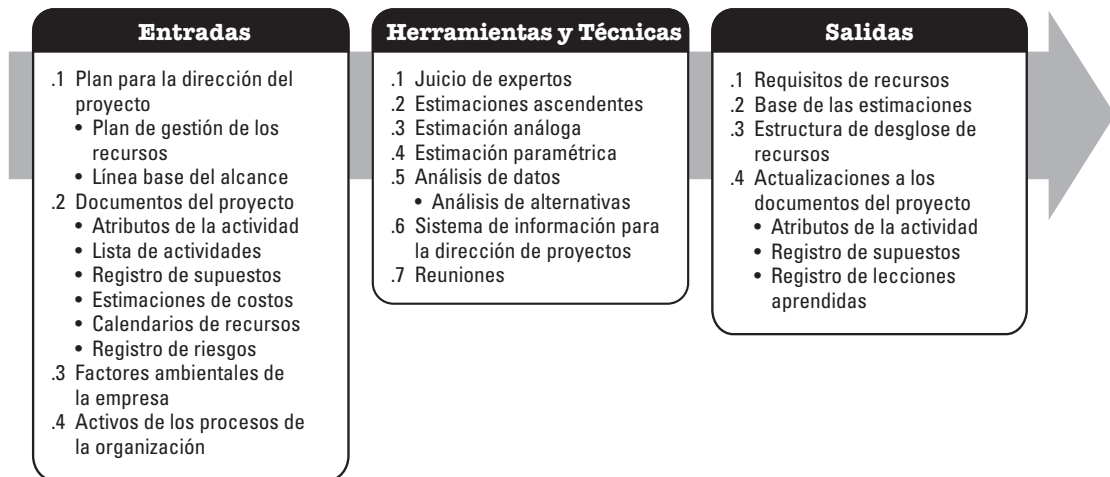 Entradas
.1 Plan para la dirección del
proyecto
• Plan de gestión de los
recursos
• Línea base del alcance
.2 Documentos del proyecto
• Atributos de la actividad
• Lista de actividades
• Registro de supuestos
• Estimaciones de costos
• Calendarios de recursos
• Registro de riesgos
.3 Factores ambientales de
la empresa
.4 Activos de los procesos de
la organización
Herramientas y Técnicas
.1 Juicio de expertos
.2 Estimaciones ascendentes
.3 Estimación análoga
.4 Estimación paramétrica
.5 Análisis de datos
• Análisis de alternativas
.6 Sistema de información para
la dirección de proyectos
.7 Reuniones
Salidas
.1 Requisitos de recursos
.2 Base de las estimaciones
.3 Estructura de desglose de
recursos
.4 Actualizaciones a los
documentos del proyecto
• Atributos de la actividad
• Registro de supuestos
• Registro de lecciones
aprendidas